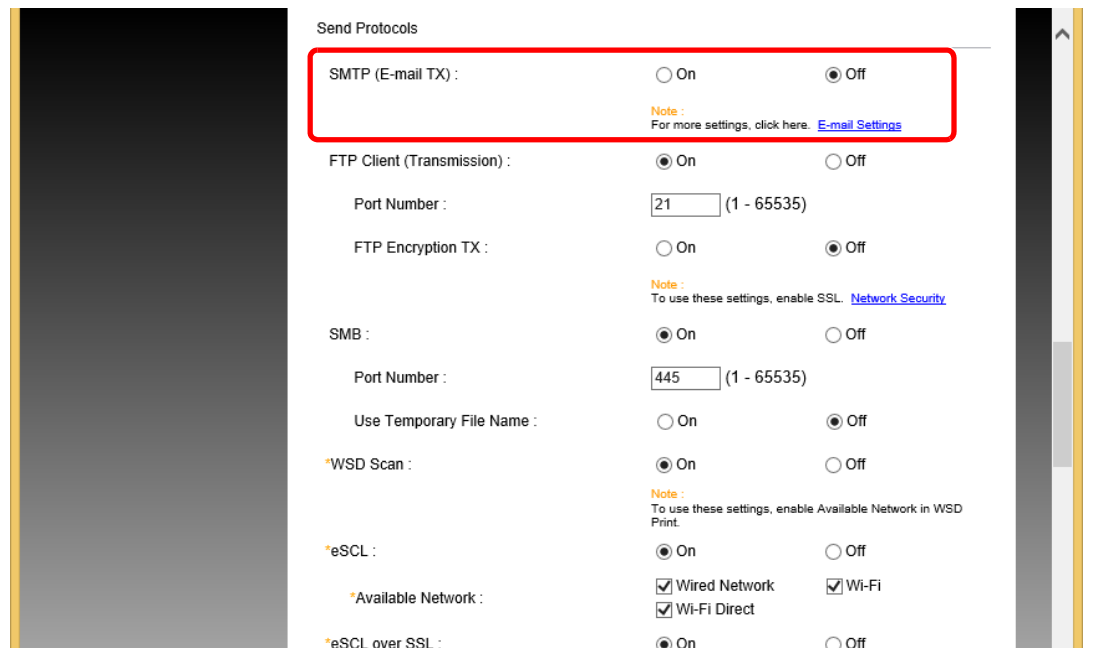 Send Protocols
SMTP (E-mail TX) : On Off
Note :
For more settings, click here. E-mail Settings
FTP Client (Transmission) : On Off
Port Number : 21 (1 - 65535)
FTP Encryption TX : On Off
Note :
To use these settings, enable SSL. Network Security
SMB : On Off
Port Number : 445 (1 - 65535)
Use Temporary File Name : On Off
*WSD Scan : On Off
Note :
To use these settings, enable Available Network in WSD
Print.
*eSCL : On Off
*Available Network : Wired Network Wi-Fi
Wi-Fi Direct
*eSCL over SSL : On Off